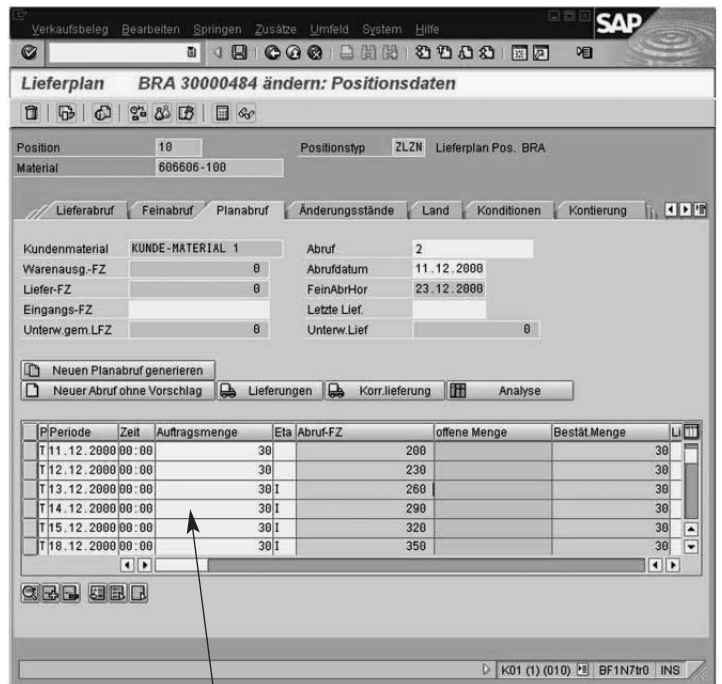 Verkaufsbeleg Bearbeiten Springen Zusätze Umfeld System Hilfe
SAP
Lieferplan BRA 30000484 ändern: Positionsdaten
Position 10 Positionstyp ZLZN Lieferplan Pos. BRA
Material 606606-100
Lieferabruf Feinabruf Planabruf Änderungsstände Land Konditionen Kontierung
Kundenmaterial KUNDE-MATERIAL 1 Abruf 2
Warenausg.-FZ 0 Abrufdatum 11.12.2000
Liefer-FZ 0 FeinAbrHor 23.12.2000
Eingangs-FZ Letzte Lief.
Unterw.gem.LFZ 0 Unterw.Lief 0
Neuen Planabruf generieren
Neuer Abruf ohne Vorschlag Lieferungen Korr.lieferung Analyse
P Periode Zeit Auftragsmenge Eta Abruf-FZ offene Menge Bestät.Menge Li
T 11.12.2000 00:00 30 200 30
T 12.12.2000 00:00 30 230 30
T 13.12.2000 00:00 30 I 260 30
T 14.12.2000 00:00 30 I 290 30
T 15.12.2000 00:00 30 I 320 30
T 18.12.2000 00:00 30 I 350 30
K01 (1) (010) BF1N7tr0 INS